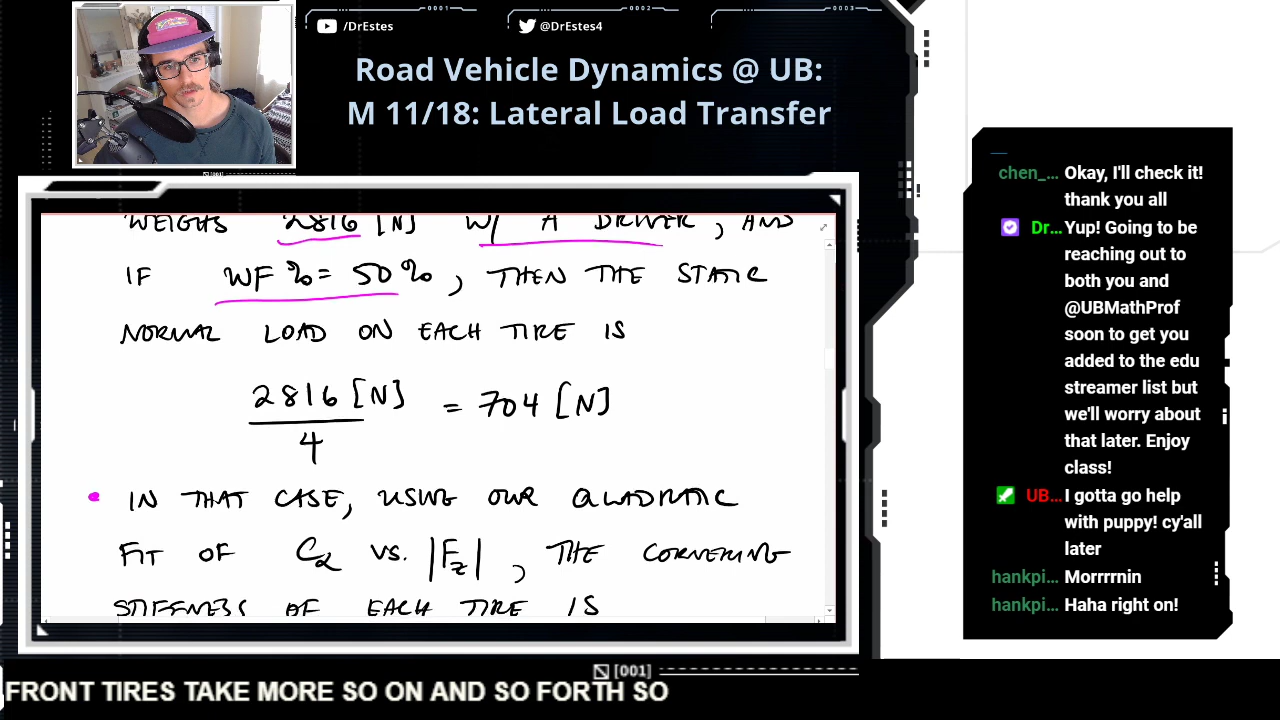 0001
0002
0003
/DrEstes
@DrEstes4
Road Vehicle Dynamics @ UB:
M 11/18: Lateral Load Transfer
[001]
WEIGHS 2816 [N] W/ A DRIVER, AND
IF WF%= 50%, THEN THE STATIC
NORMAL LOAD ON EACH TIRE IS
2816 [N]
= 704 [N]
4
IN THAT CASE, USING OUR QUADRATIC
FIT OF Cα VS. |Fz|, THE CORNERING
STIFFNESS OF EACH TIRE IS
chen_... Okay, I'll check it!
thank you all
Dr... Yup! Going to be
reaching out to
both you and
@UBMathProf
soon to get you
added to the edu
streamer list but
we'll worry about
that later. Enjoy
class!
UB... I gotta go help
with puppy! cy'all
later
hankpi... Morrrrnin
hankpi... Haha right on!
[001]
FRONT TIRES TAKE MORE SO ON AND SO FORTH SO